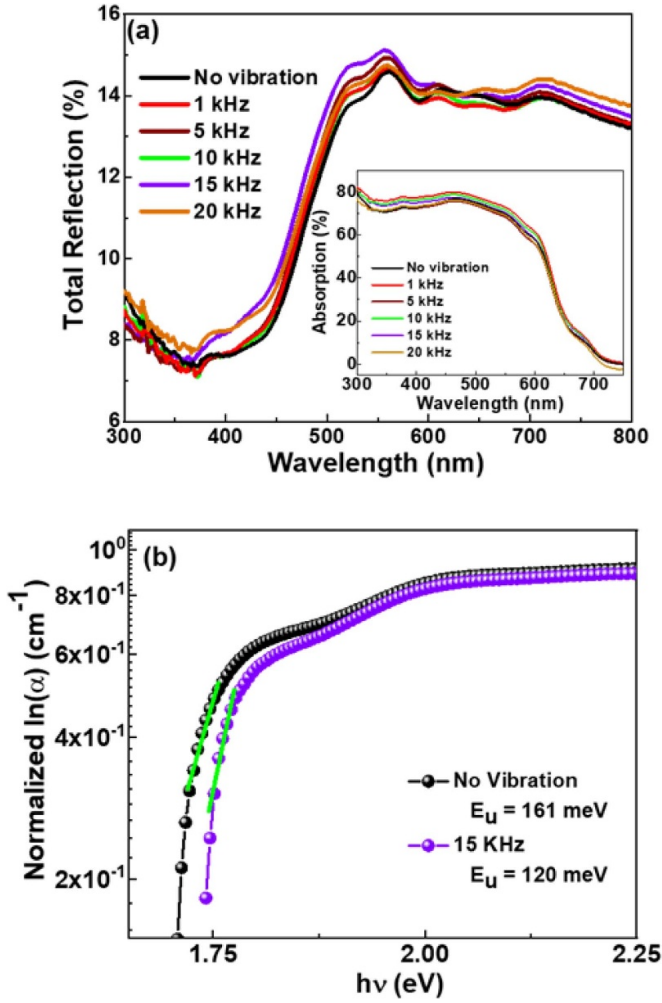 (a)
No vibration
1 kHz
5 kHz
10 kHz
15 kHz
20 kHz
Total Reflection (%)
16
14
12
10
8
6
300 400 500 600 700 800
Wavelength (nm)
Absorption (%)
80
60
40
20
0
No vibration
1 kHz
5 kHz
10 kHz
15 kHz
20 kHz
300 400 500 600 700
Wavelength (nm)
(b)
Normalized ln(α) (cm⁻¹)
10⁰
8x10⁻¹
6x10⁻¹
4x10⁻¹
2x10⁻¹
No Vibration
Eᵤ = 161 meV
15 KHz
Eᵤ = 120 meV
1.75 2.00 2.25
hν (eV)